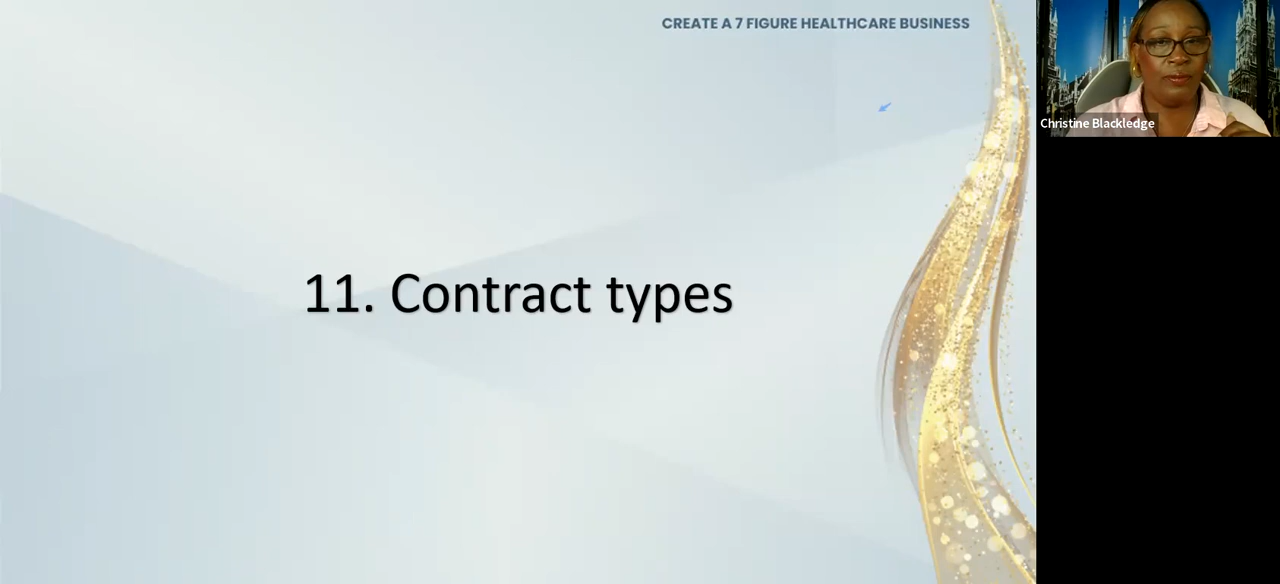 CREATE A 7 FIGURE HEALTHCARE BUSINESS
Christine Blackledge
11. Contract types